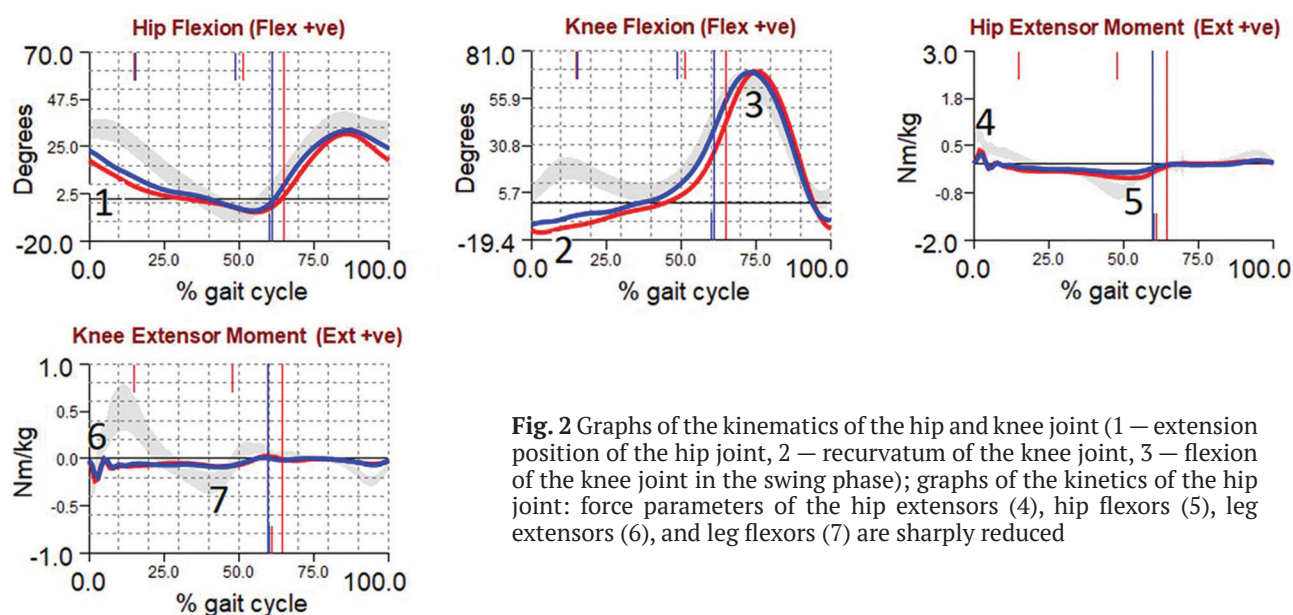 Hip Flexion (Flex +ve)
70.0
47.5
25.0
2.5
-20.0
Degrees
1
0.0 25.0 50.0 75.0 100.0
% gait cycle
Knee Flexion (Flex +ve)
81.0
55.9
30.8
5.7
-19.4
Degrees
3
2
0.0 25.0 50.0 75.0 100.0
% gait cycle
Hip Extensor Moment (Ext +ve)
3.0
1.8
0.5
-0.8
-2.0
Nm/kg
4
5
0.0 25.0 50.0 75.0 100.0
% gait cycle
Knee Extensor Moment (Ext +ve)
1.0
0.5
0.0
-0.5
-1.0
Nm/kg
6
7
0.0 25.0 50.0 75.0 100.0
% gait cycle
Fig. 2 Graphs of the kinematics of the hip and knee joint (1 — extension
position of the hip joint, 2 — recurvatum of the knee joint, 3 — flexion
of the knee joint in the swing phase); graphs of the kinetics of the hip
joint: force parameters of the hip extensors (4), hip flexors (5), leg
extensors (6), and leg flexors (7) are sharply reduced